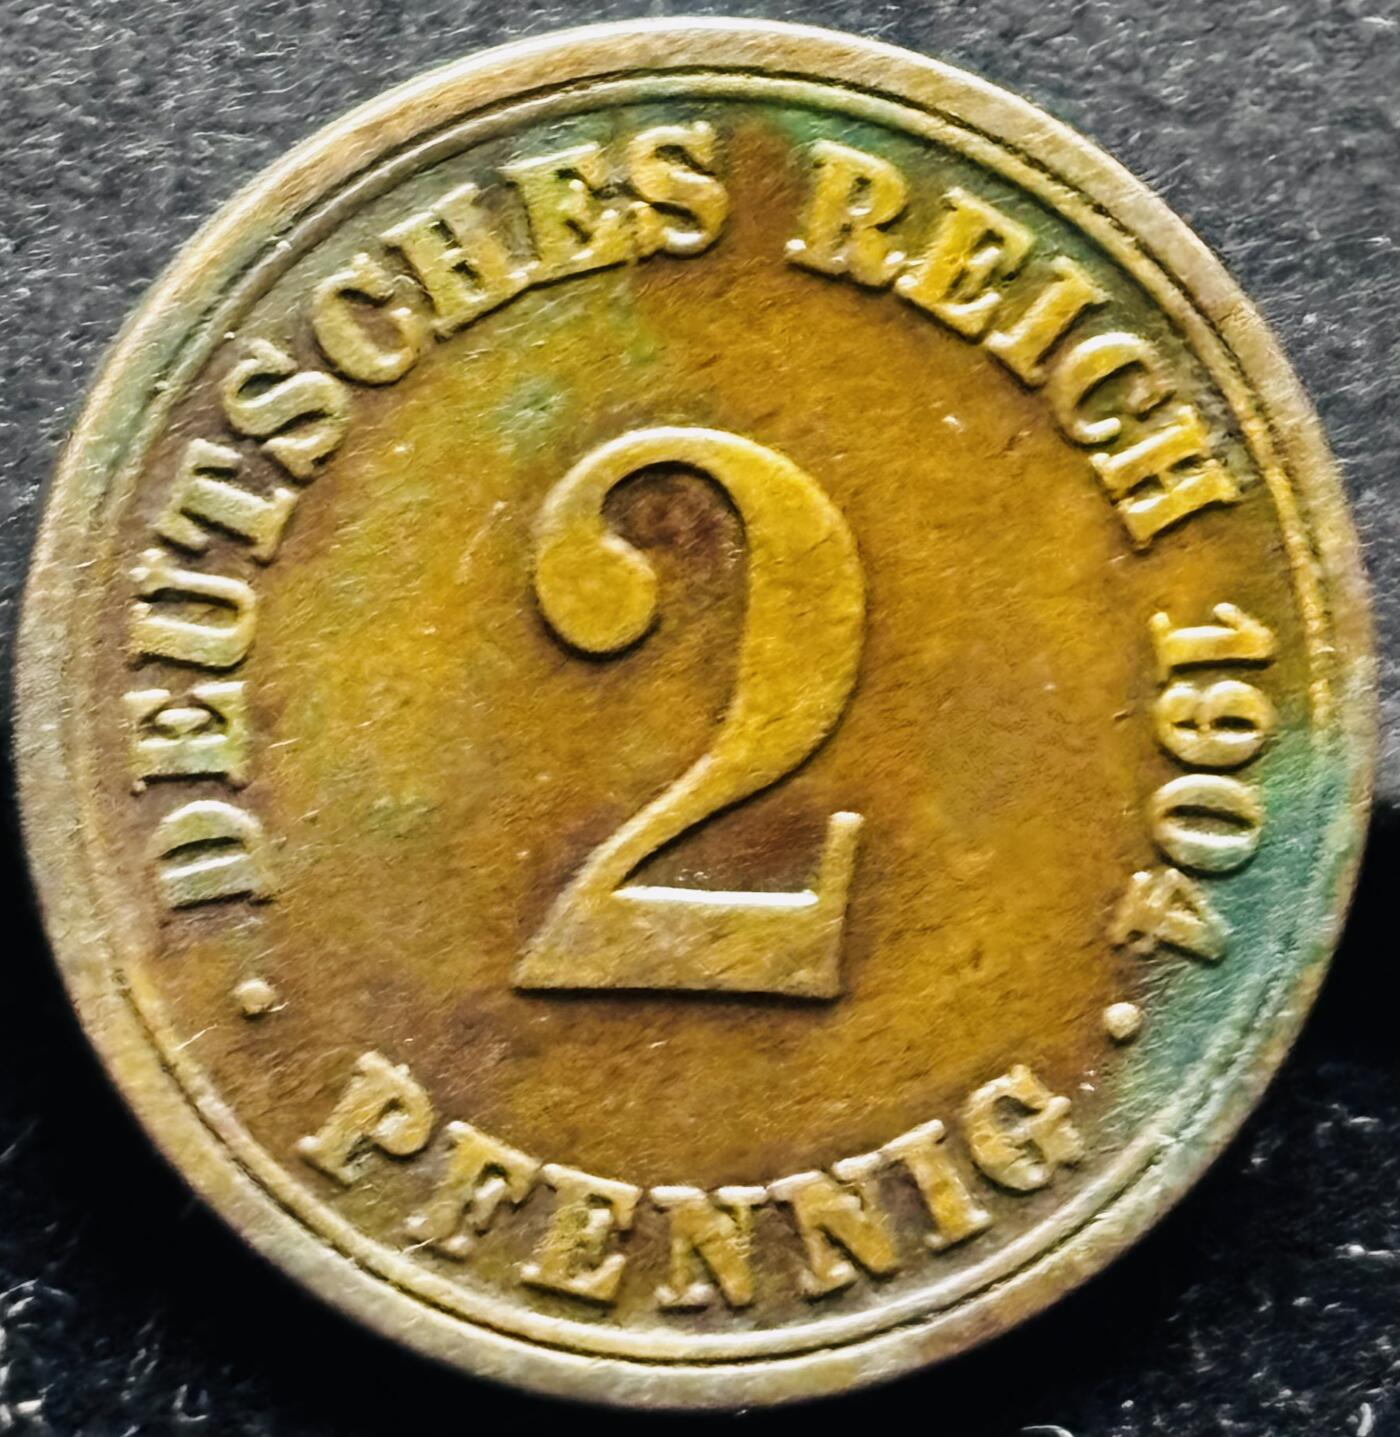 DEUTSCHES REICH 1904
2
PFENNIG